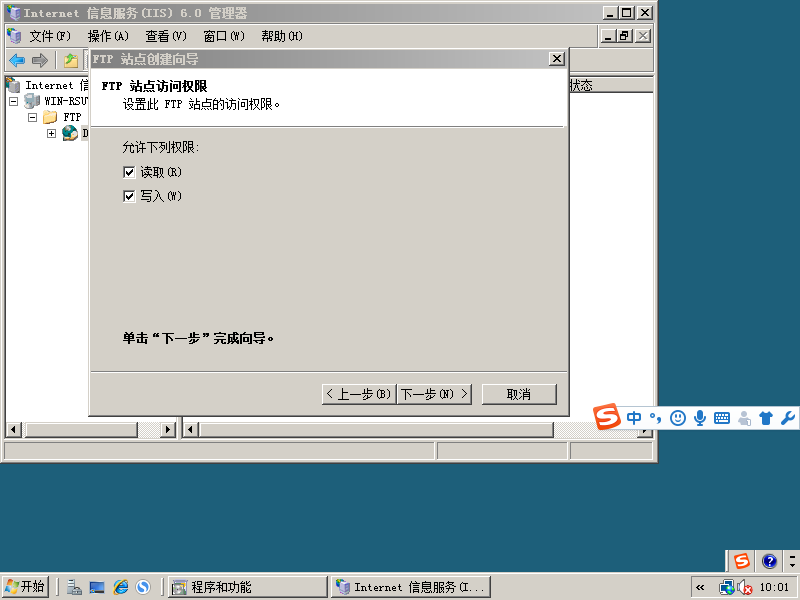 Internet 信息服务(IIS) 6.0 管理器
文件(F) 操作(A) 查看(V) 窗口(W) 帮助(H)
FTP 站点创建向导
Internet 信
状态
WIN-RSU
FTP
D
FTP 站点访问权限
设置此 FTP 站点的访问权限。
允许下列权限:
读取(R)
写入(W)
单击“下一步”完成向导。
< 上一步(B) 下一步(N) > 取消
中
开始 程序和功能 Internet 信息服务(I... « 10:01